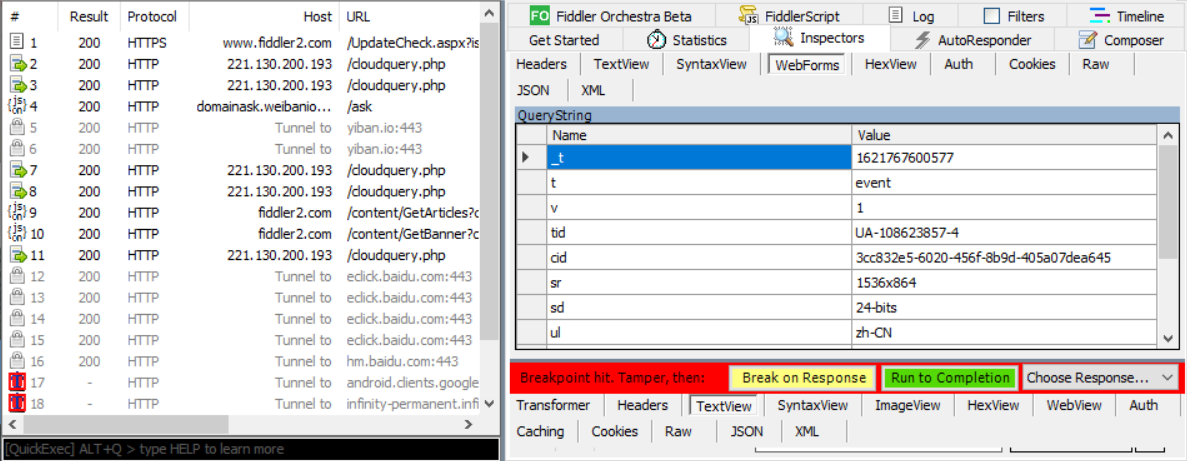 # Result Protocol Host URL
1 200 HTTPS www.fiddler2.com /UpdateCheck.aspx?is
2 200 HTTP 221.130.200.193 /cloudquery.php
3 200 HTTP 221.130.200.193 /cloudquery.php
4 200 HTTP domainask.weibanio... /ask
5 200 HTTP Tunnel to yiban.io:443
6 200 HTTP Tunnel to yiban.io:443
7 200 HTTP 221.130.200.193 /cloudquery.php
8 200 HTTP 221.130.200.193 /cloudquery.php
9 200 HTTP fiddler2.com /content/GetArticles?c
10 200 HTTP fiddler2.com /content/GetBanner?c
11 200 HTTP 221.130.200.193 /cloudquery.php
12 200 HTTP Tunnel to eclick.baidu.com:443
13 200 HTTP Tunnel to eclick.baidu.com:443
14 200 HTTP Tunnel to eclick.baidu.com:443
15 200 HTTP Tunnel to eclick.baidu.com:443
16 200 HTTP Tunnel to hm.baidu.com:443
17 - HTTP Tunnel to android.clients.google
18 - HTTP Tunnel to infinity-permanent.infi
[QuickExec] ALT+Q > type HELP to learn more
FO Fiddler Orchestra Beta FiddlerScript Log Filters Timeline
Get Started Statistics Inspectors AutoResponder Composer
Headers TextView SyntaxView WebForms HexView Auth Cookies Raw
JSON XML
QueryString
Name Value
_t 1621767600577
t event
v 1
tid UA-108623857-4
cid 3cc832e5-6020-456f-8b9d-405a07dea645
sr 1536x864
sd 24-bits
ul zh-CN
Breakpoint hit. Tamper, then: Break on Response Run to Completion Choose Response...
Transformer Headers TextView SyntaxView ImageView HexView WebView Auth
Caching Cookies Raw JSON XML